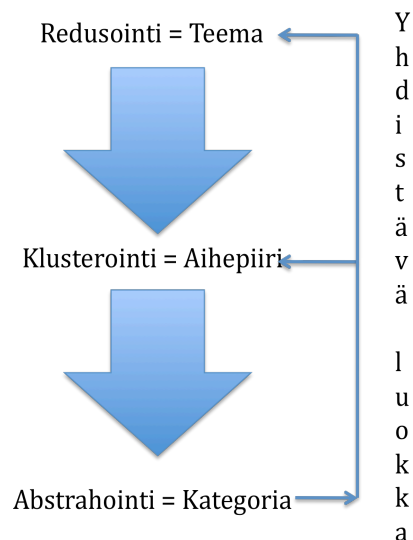 Redusointi = Teema
Klusterointi = Aihepiiri
Abstrahointi = Kategoria
Yhdistävä luokka